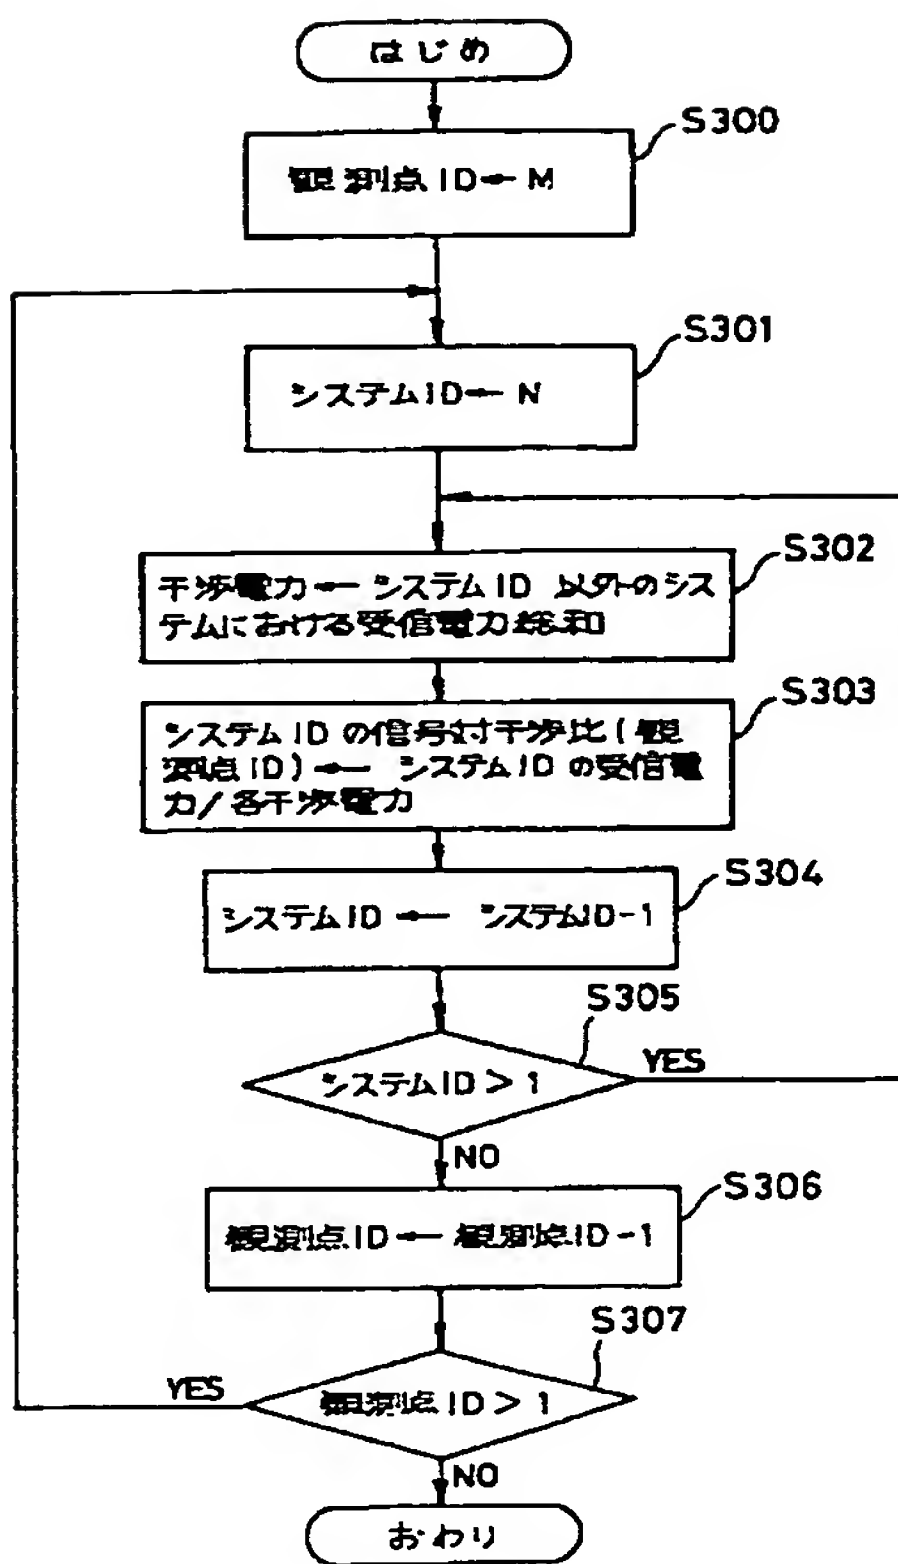 はじめ
S300
観測点ID← M
S301
システムID← N
S302
干渉電力← システムID 以外のシス
テムにおける受信電力総和
S303
システムID の信号対干渉比(観
測点ID)← システムIDの受信電
力/各干渉電力
S304
システムID ← システムID-1
S305
システムID > 1
YES
NO
S306
観測点ID ← 観測点ID-1
S307
観測点ID > 1
YES
NO
おわり